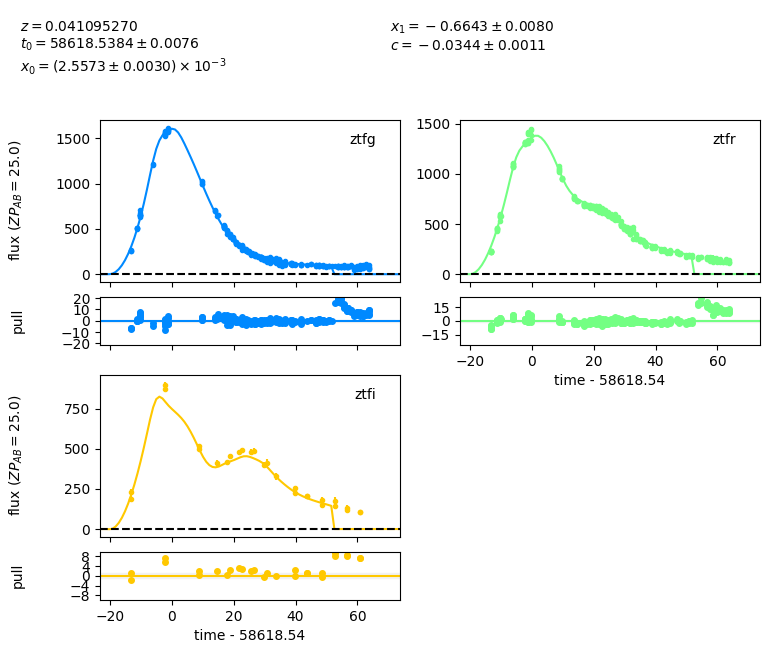 z = 0.041095270
t₀ = 58618.5384 ± 0.0076
x₀ = (2.5573 ± 0.0030) × 10⁻³
x₁ = −0.6643 ± 0.0080
c = −0.0344 ± 0.0011
flux (ZP_AB = 25.0)
1500
1000
500
0
ztfg
1500
1000
500
0
ztfr
pull
20
10
0
−10
−20
15
0
−15
−20
0
20
40
60
time - 58618.54
flux (ZP_AB = 25.0)
750
500
250
0
ztfi
pull
8
4
0
−4
−8
−20
0
20
40
60
time - 58618.54